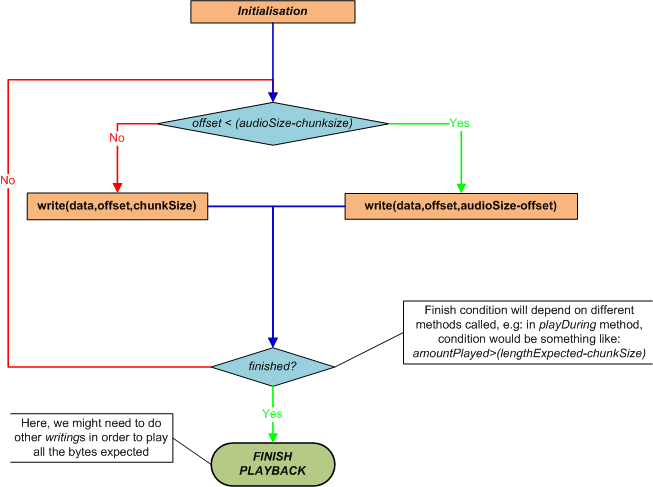 Initialisation
offset < (audioSize-chunksize)
Yes
No
No
write(data,offset,chunkSize)
write(data,offset,audioSize-offset)
Finish condition will depend on different
methods called, e.g: in playDuring method,
condition would be something like:
amountPlayed>(lengthExpected-chunkSize)
finished?
Yes
Here, we might need to do
other writings in order to play
all the bytes expected
FINISH
PLAYBACK